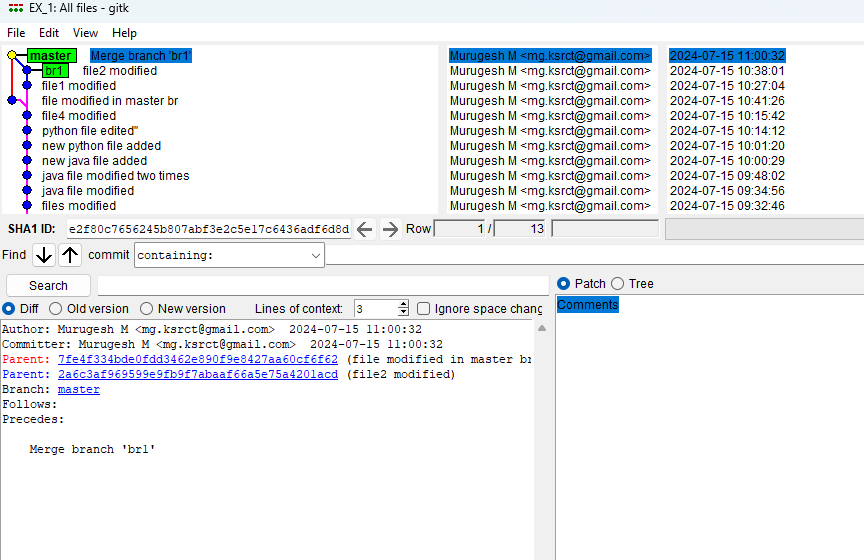 EX_1: All files - gitk
File Edit View Help
master Merge branch 'br1' Murugesh M <mg.ksrct@gmail.com> 2024-07-15 11:00:32
br1 file2 modified Murugesh M <mg.ksrct@gmail.com> 2024-07-15 10:38:01
file1 modified Murugesh M <mg.ksrct@gmail.com> 2024-07-15 10:27:04
file modified in master br Murugesh M <mg.ksrct@gmail.com> 2024-07-15 10:41:26
file4 modified Murugesh M <mg.ksrct@gmail.com> 2024-07-15 10:15:42
python file edited" Murugesh M <mg.ksrct@gmail.com> 2024-07-15 10:14:12
new python file added Murugesh M <mg.ksrct@gmail.com> 2024-07-15 10:01:20
new java file added Murugesh M <mg.ksrct@gmail.com> 2024-07-15 10:00:29
java file modified two times Murugesh M <mg.ksrct@gmail.com> 2024-07-15 09:48:02
java file modified Murugesh M <mg.ksrct@gmail.com> 2024-07-15 09:34:56
files modified Murugesh M <mg.ksrct@gmail.com> 2024-07-15 09:32:46
SHA1 ID: e2f80c7656245b807abf3e2c5e17c6436adf6d8d Row 1 / 13
Find commit containing:
Search
Patch Tree
Diff Old version New version Lines of context: 3 Ignore space chang
Comments
Author: Murugesh M <mg.ksrct@gmail.com> 2024-07-15 11:00:32
Committer: Murugesh M <mg.ksrct@gmail.com> 2024-07-15 11:00:32
Parent: 7fe4f334bde0fdd3462e890f9e8427aa60cf6f62 (file modified in master br
Parent: 2a6c3af969599e9fb9f7abaaf66a5e75a4201acd (file2 modified)
Branch: master
Follows:
Precedes:
Merge branch 'br1'